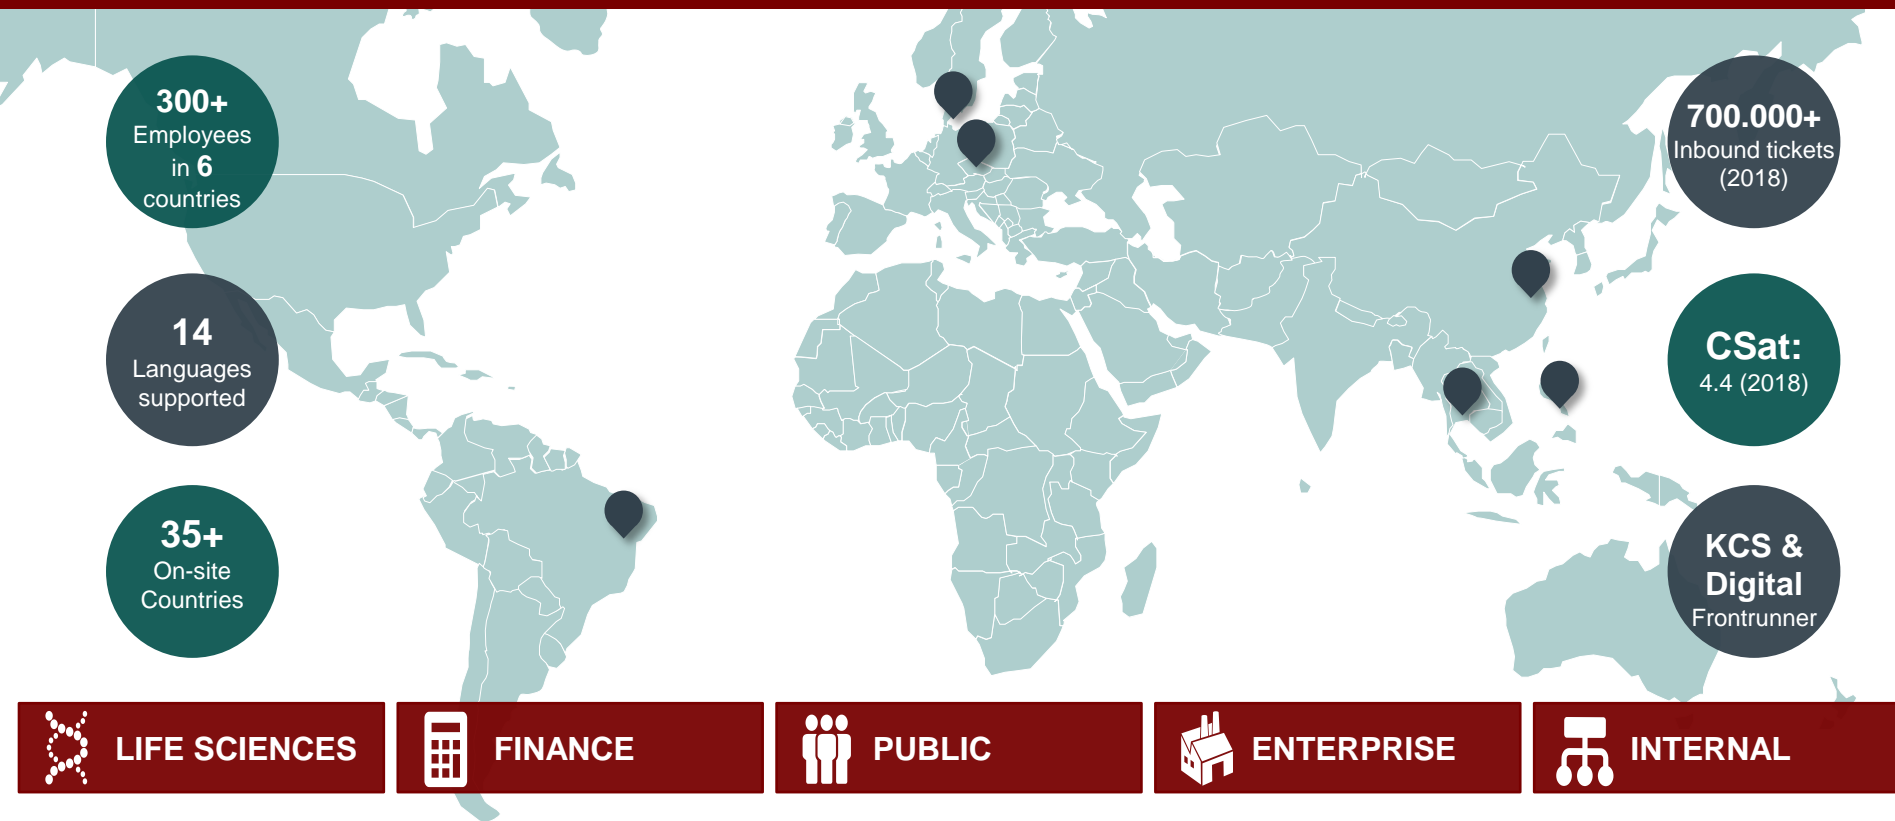 300+
Employees
in 6
countries
14
Languages
supported
35+
On-site
Countries
700.000+
Inbound tickets
(2018)
CSat:
4.4 (2018)
KCS &
Digital
Frontrunner
LIFE SCIENCES
FINANCE
PUBLIC
ENTERPRISE
INTERNAL